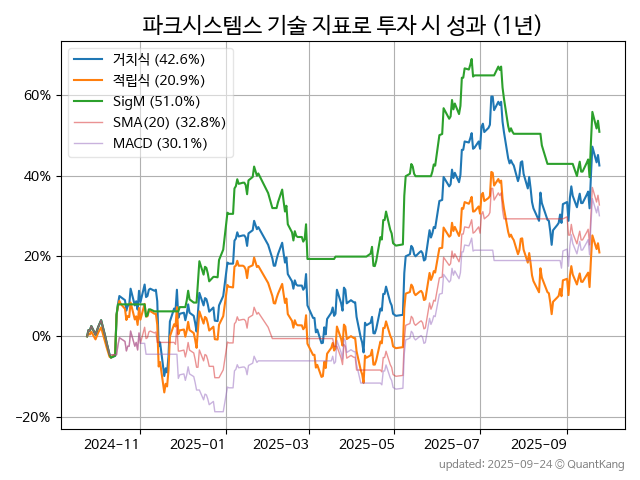 파크시스템스 기술 지표로 투자 시 성과 (1년)
거치식 (42.6%)
적립식 (20.9%)
SigM (51.0%)
SMA(20) (32.8%)
MACD (30.1%)
60%
40%
20%
0%
−20%
2024-11
2025-01
2025-03
2025-05
2025-07
2025-09
updated: 2025-09-24 © QuantKang